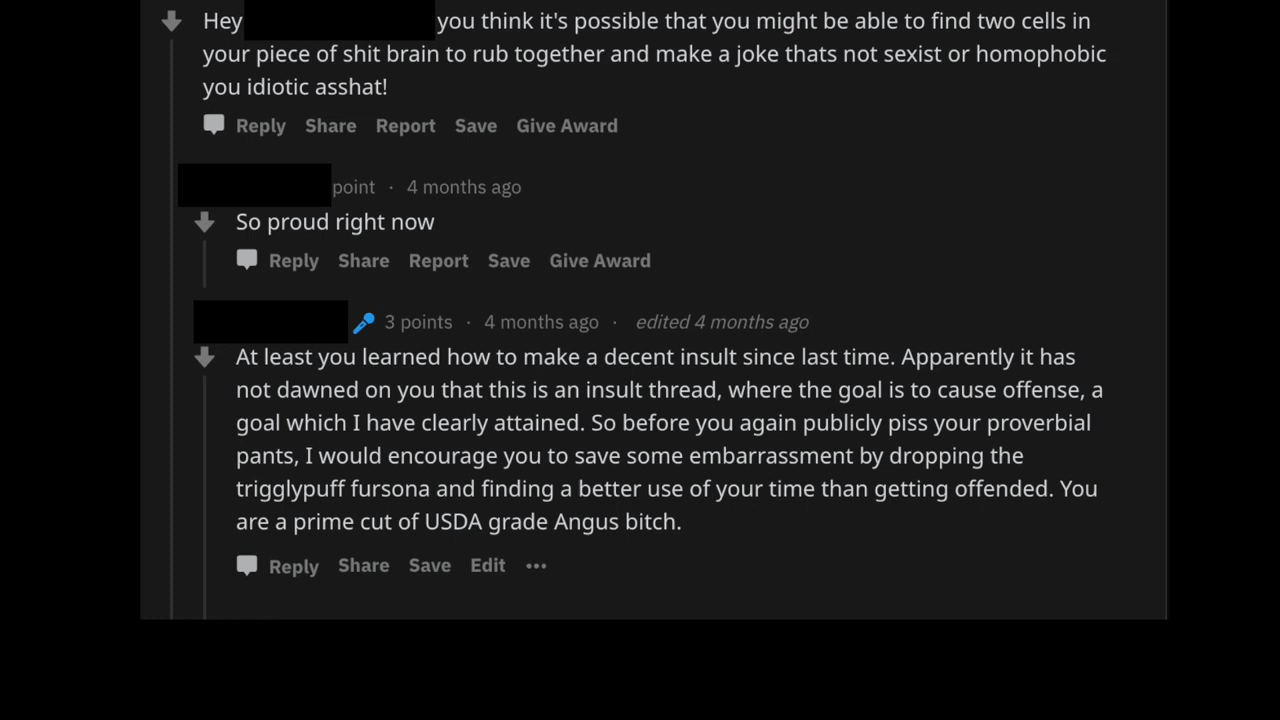 Hey you think it's possible that you might be able to find two cells in
your piece of shit brain to rub together and make a joke thats not sexist or homophobic
you idiotic asshat!
Reply Share Report Save Give Award
point · 4 months ago
So proud right now
Reply Share Report Save Give Award
3 points · 4 months ago · edited 4 months ago
At least you learned how to make a decent insult since last time. Apparently it has
not dawned on you that this is an insult thread, where the goal is to cause offense, a
goal which I have clearly attained. So before you again publicly piss your proverbial
pants, I would encourage you to save some embarrassment by dropping the
trigglypuff fursona and finding a better use of your time than getting offended. You
are a prime cut of USDA grade Angus bitch.
Reply Share Save Edit •••